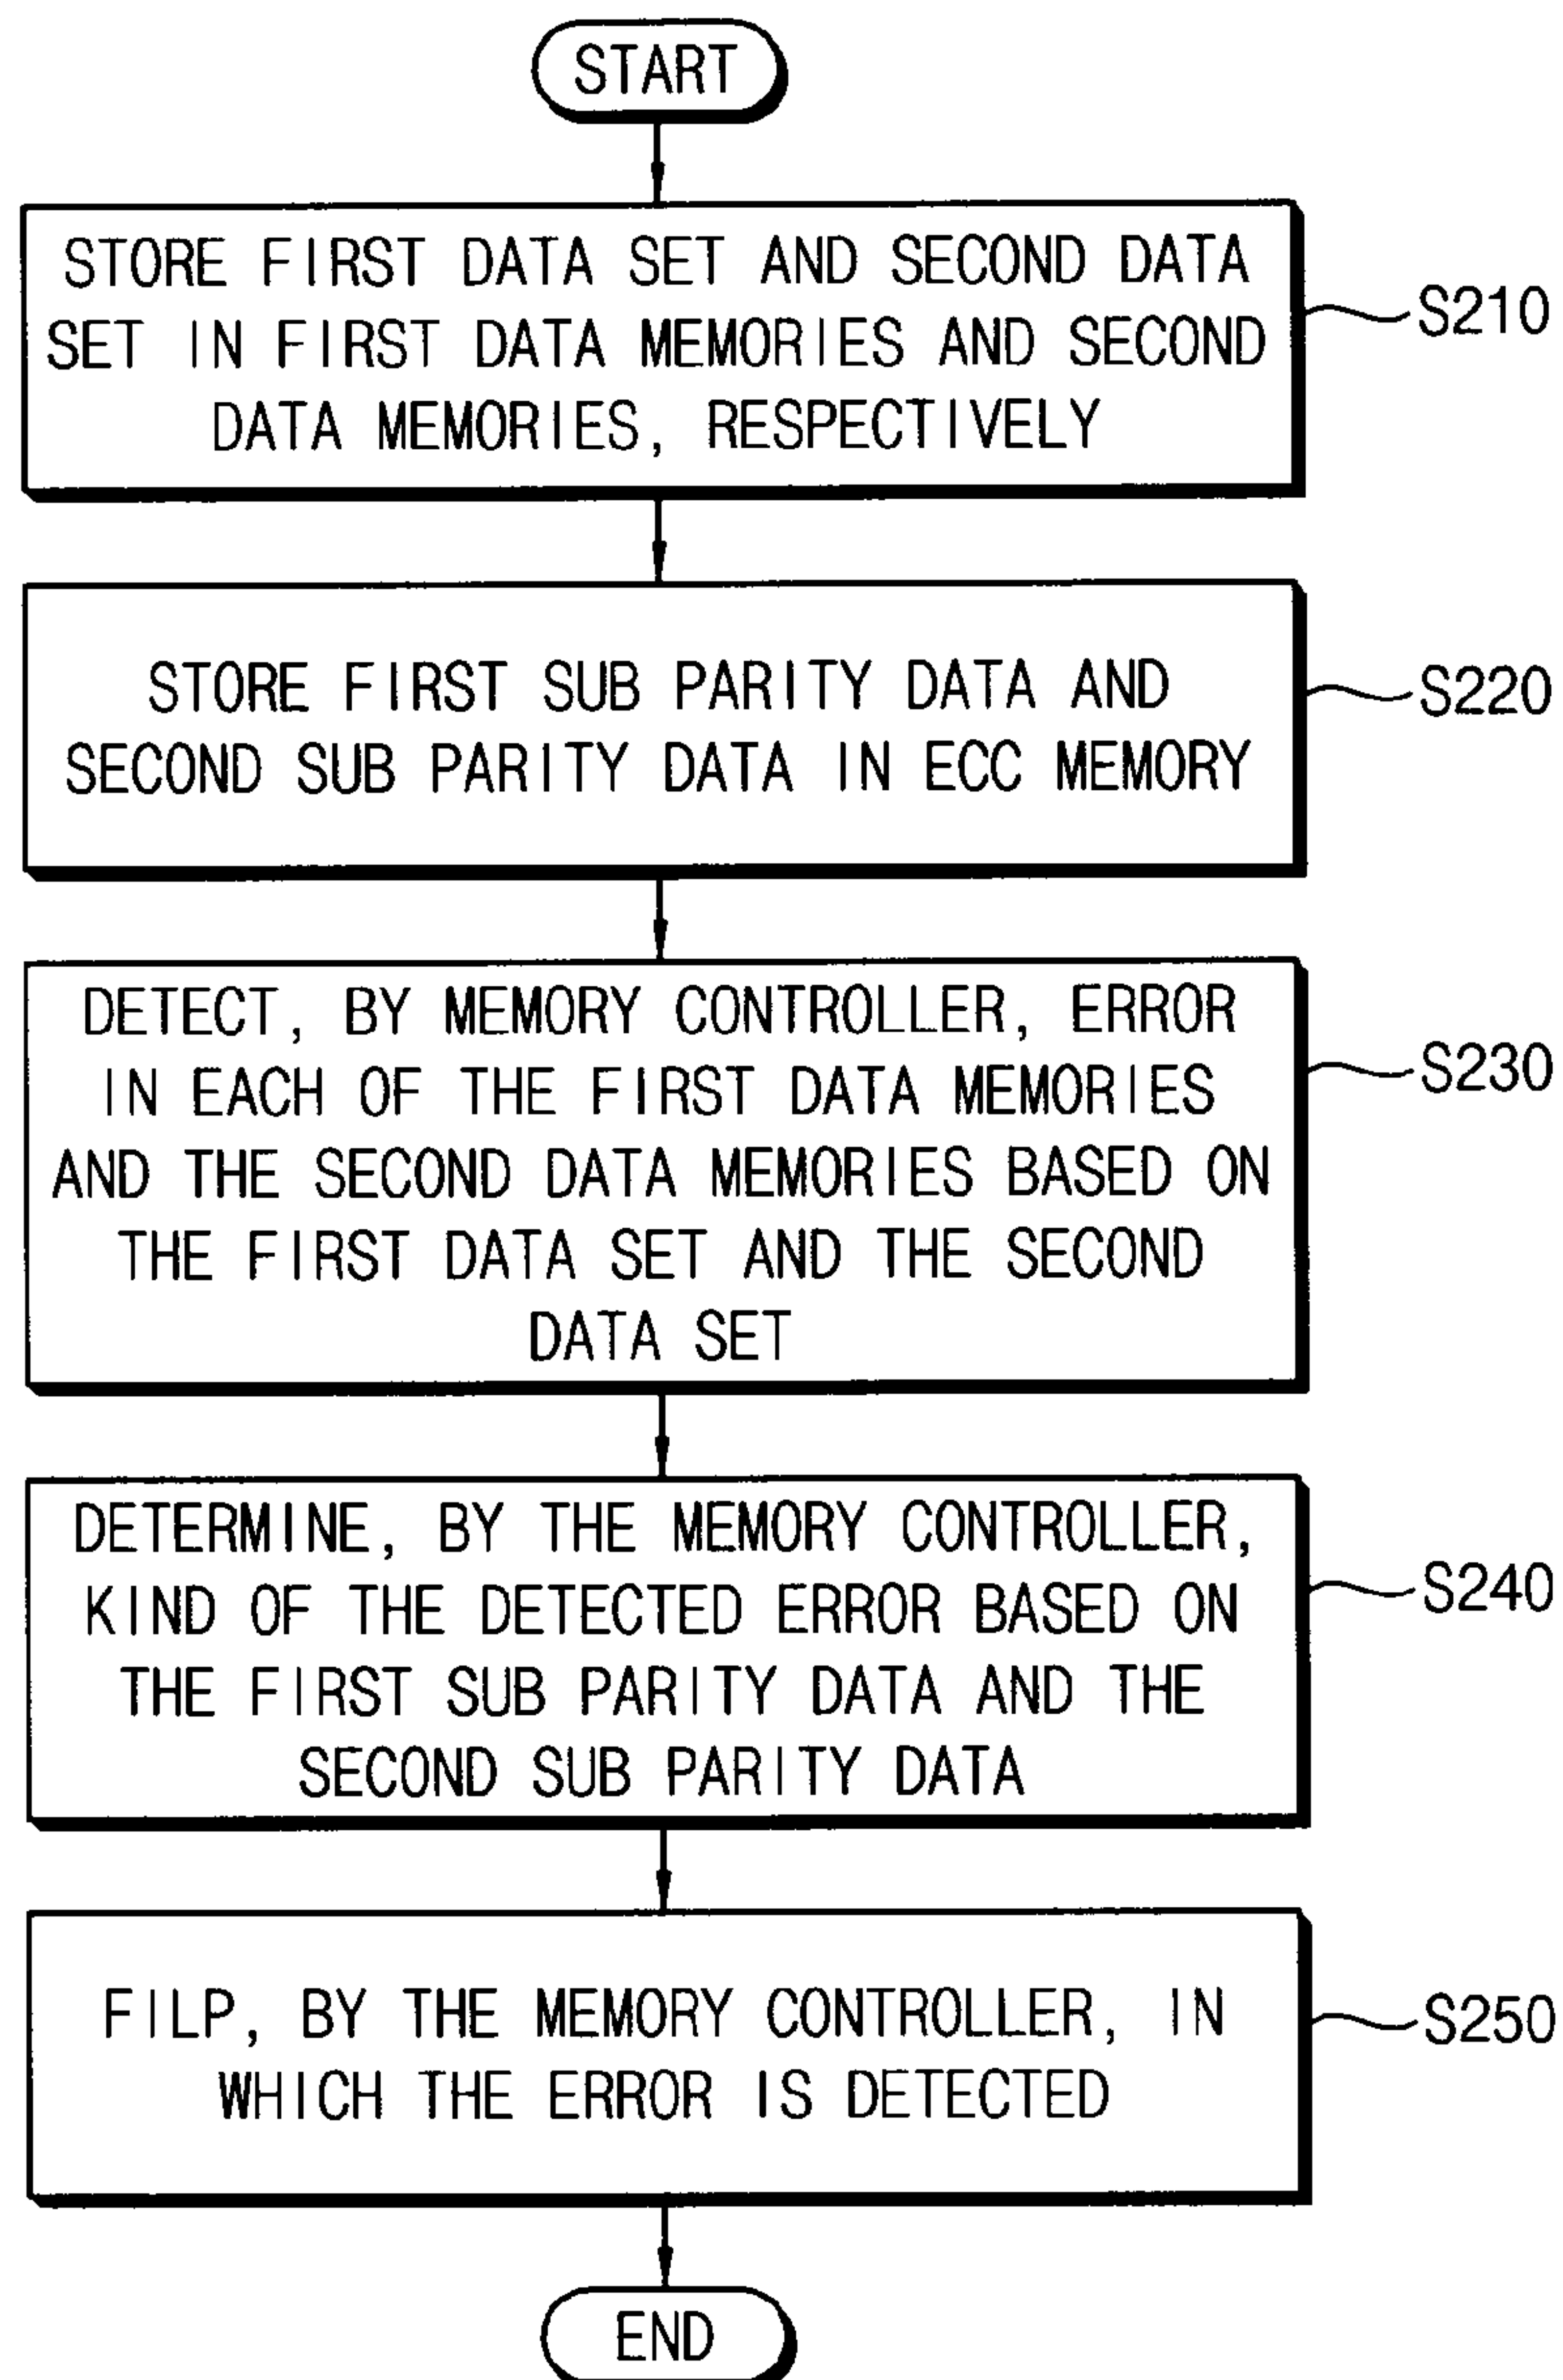 START
STORE FIRST DATA SET AND SECOND DATA
SET IN FIRST DATA MEMORIES AND SECOND
DATA MEMORIES, RESPECTIVELY
S210
STORE FIRST SUB PARITY DATA AND
SECOND SUB PARITY DATA IN ECC MEMORY
S220
DETECT, BY MEMORY CONTROLLER, ERROR
IN EACH OF THE FIRST DATA MEMORIES
AND THE SECOND DATA MEMORIES BASED ON
THE FIRST DATA SET AND THE SECOND
DATA SET
S230
DETERMINE, BY THE MEMORY CONTROLLER,
KIND OF THE DETECTED ERROR BASED ON
THE FIRST SUB PARITY DATA AND THE
SECOND SUB PARITY DATA
S240
FILP, BY THE MEMORY CONTROLLER, IN
WHICH THE ERROR IS DETECTED
S250
END